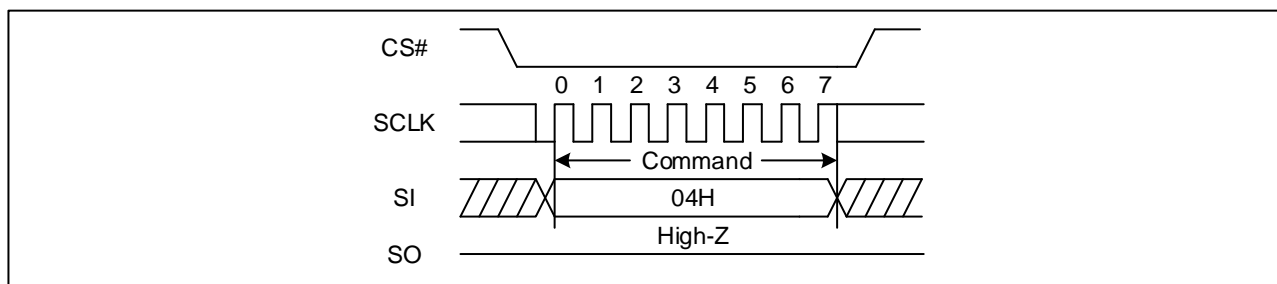 CS#
0 1 2 3 4 5 6 7
SCLK
Command
SI
04H
High-Z
SO